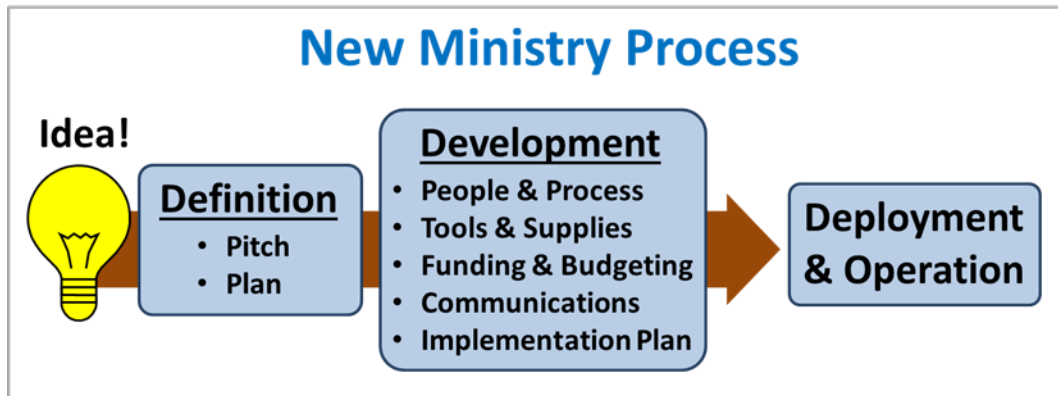 New Ministry Process
Idea!
Definition
• Pitch
• Plan
Development
• People & Process
• Tools & Supplies
• Funding & Budgeting
• Communications
• Implementation Plan
Deployment
& Operation